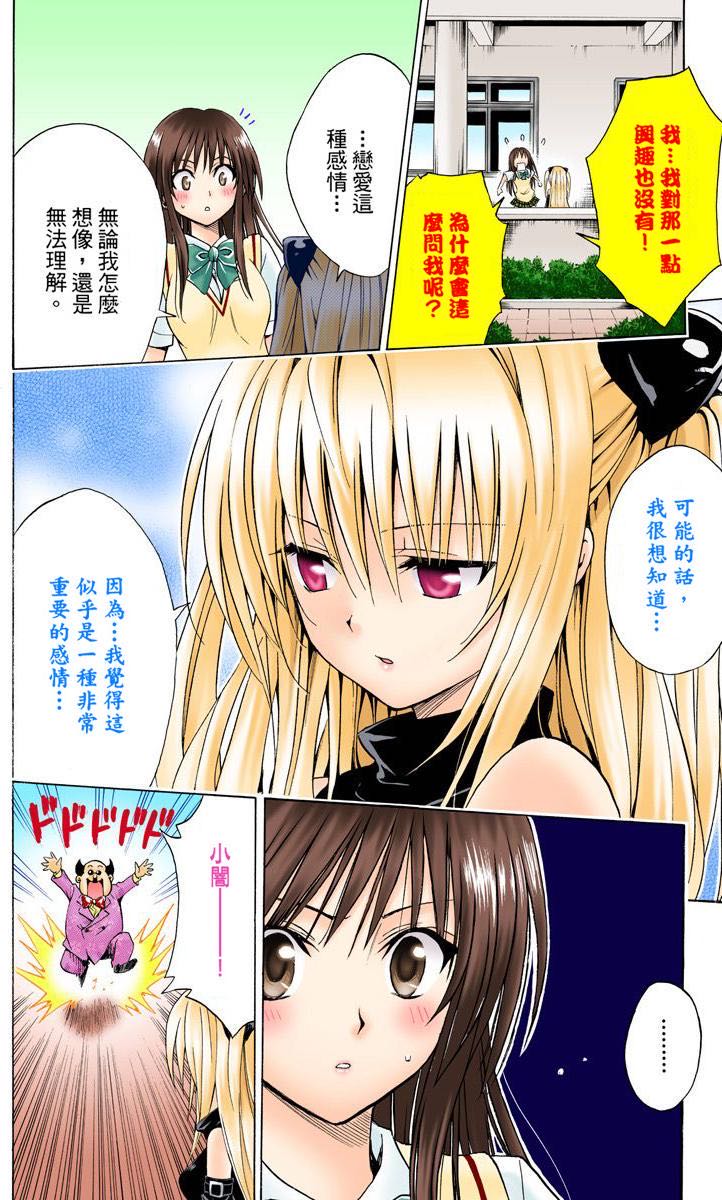 我…我對那一點
興趣也沒有！
為什麼會這
麼問我呢？
…戀愛這
種感情…
無論我怎麼
想像，還是
無法理解。
可能的話，
我很想知道…
因為…我覺得這
似乎是一種非常
重要的感情…
………
小闇——！
ドドドドド